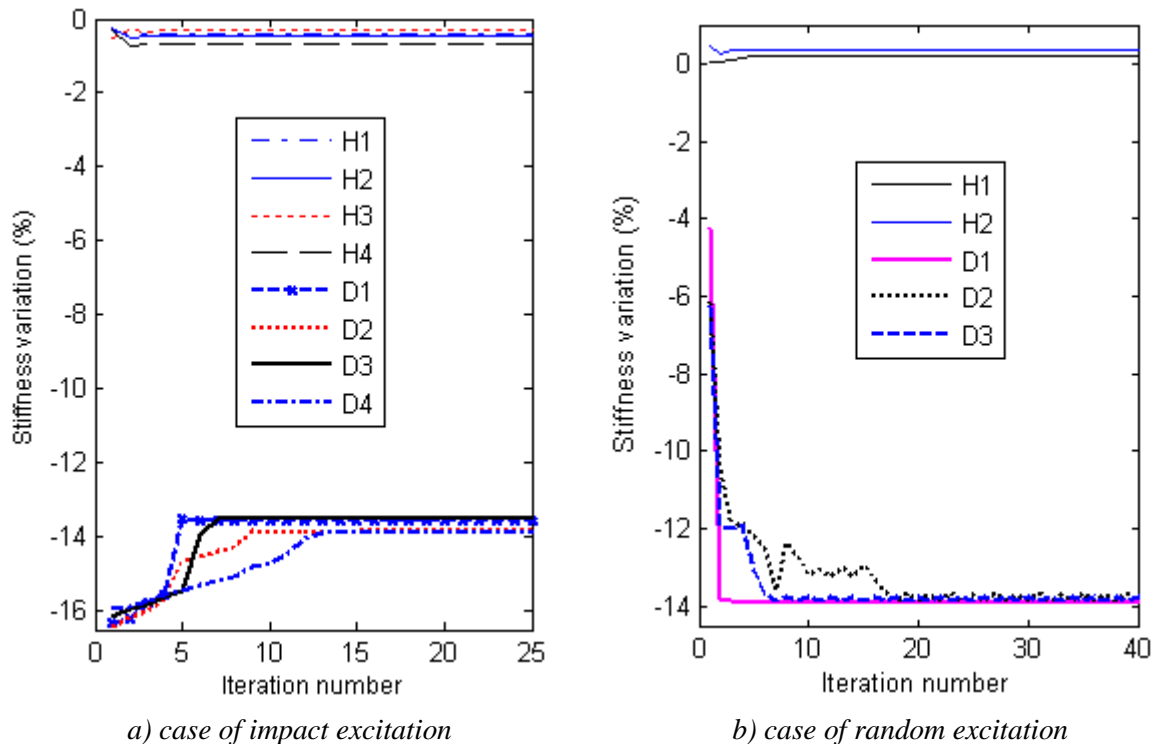 0
-2
-4
-6
-8
-10
-12
-14
-16
Stiffness variation (%)
H1
H2
H3
H4
D1
D2
D3
D4
0 5 10 15 20 25
Iteration number
a) case of impact excitation
0
-2
-4
-6
-8
-10
-12
-14
Stiffness variation (%)
H1
H2
D1
D2
D3
0 10 20 30 40
Iteration number
b) case of random excitation